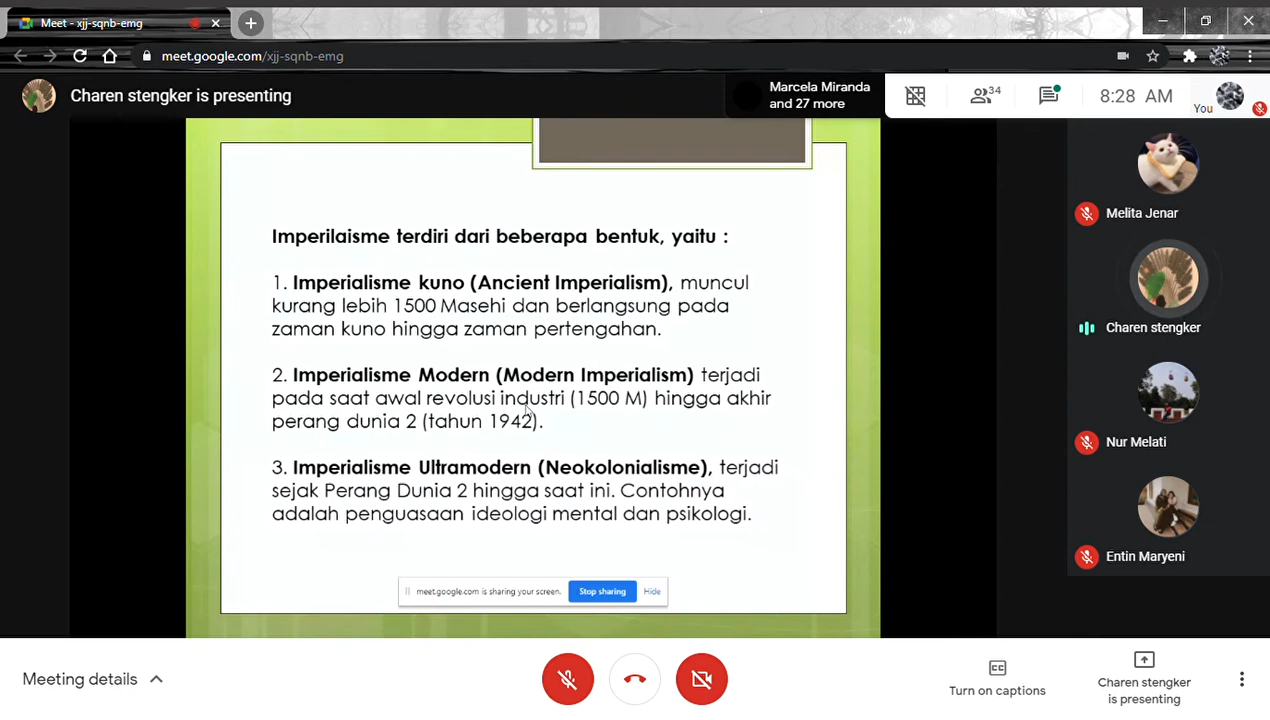 Meet - xjj-sqnb-emg
meet.google.com/xjj-sqnb-emg
Charen stengker is presenting
Marcela Miranda
and 27 more
34
8:28 AM
You
Imperilaisme terdiri dari beberapa bentuk, yaitu :
1. Imperialisme kuno (Ancient Imperialism), muncul
kurang lebih 1500 Masehi dan berlangsung pada
zaman kuno hingga zaman pertengahan.
2. Imperialisme Modern (Modern Imperialism) terjadi
pada saat awal revolusi industri (1500 M) hingga akhir
perang dunia 2 (tahun 1942).
3. Imperialisme Ultramodern (Neokolonialisme), terjadi
sejak Perang Dunia 2 hingga saat ini. Contohnya
adalah penguasaan ideologi mental dan psikologi.
meet.google.com is sharing your screen.
Stop sharing
Hide
Melita Jenar
Charen stengker
Nur Melati
Entin Maryeni
Meeting details
CC
Turn on captions
Charen stengker
is presenting